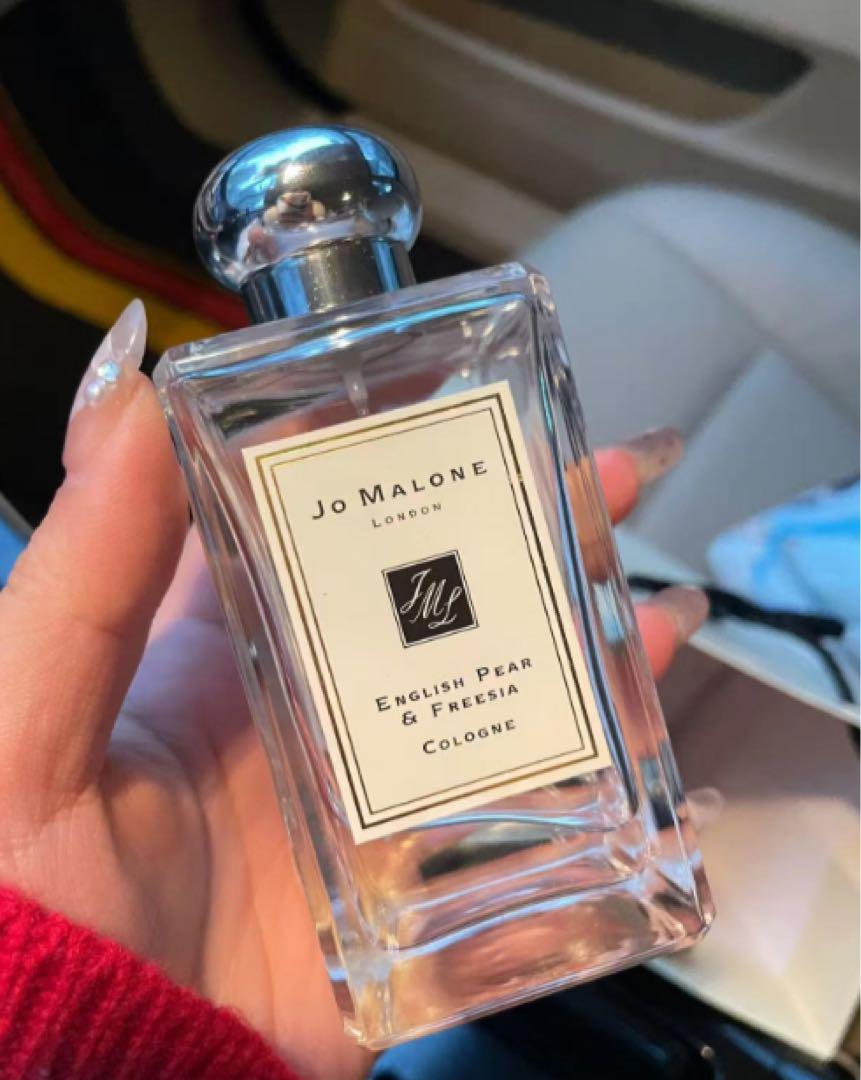 JO MALONE
LONDON
JML
ENGLISH PEAR
& FREESIA
COLOGNE